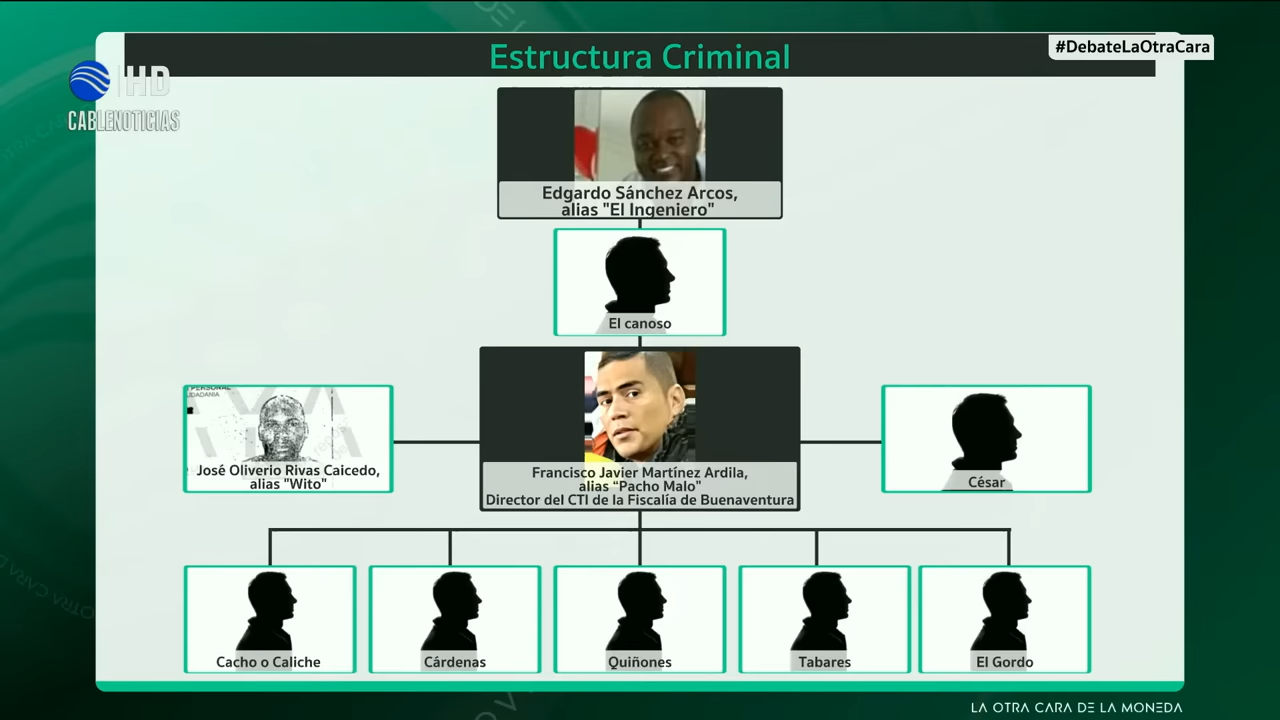 Estructura Criminal
#DebateLaOtraCara
HD
CABLENOTICIAS
Edgardo Sánchez Arcos,
alias "El Ingeniero"
El canoso
PERSONAL
José Oliverio Rivas Caicedo,
alias "Wito"
Francisco Javier Martínez Ardila,
alias "Pacho Malo"
Director del CTI de la Fiscalía de Buenaventura
César
Cacho o Caliche
Cárdenas
Quiñones
Tabares
El Gordo
LA OTRA CARA DE LA MONEDA